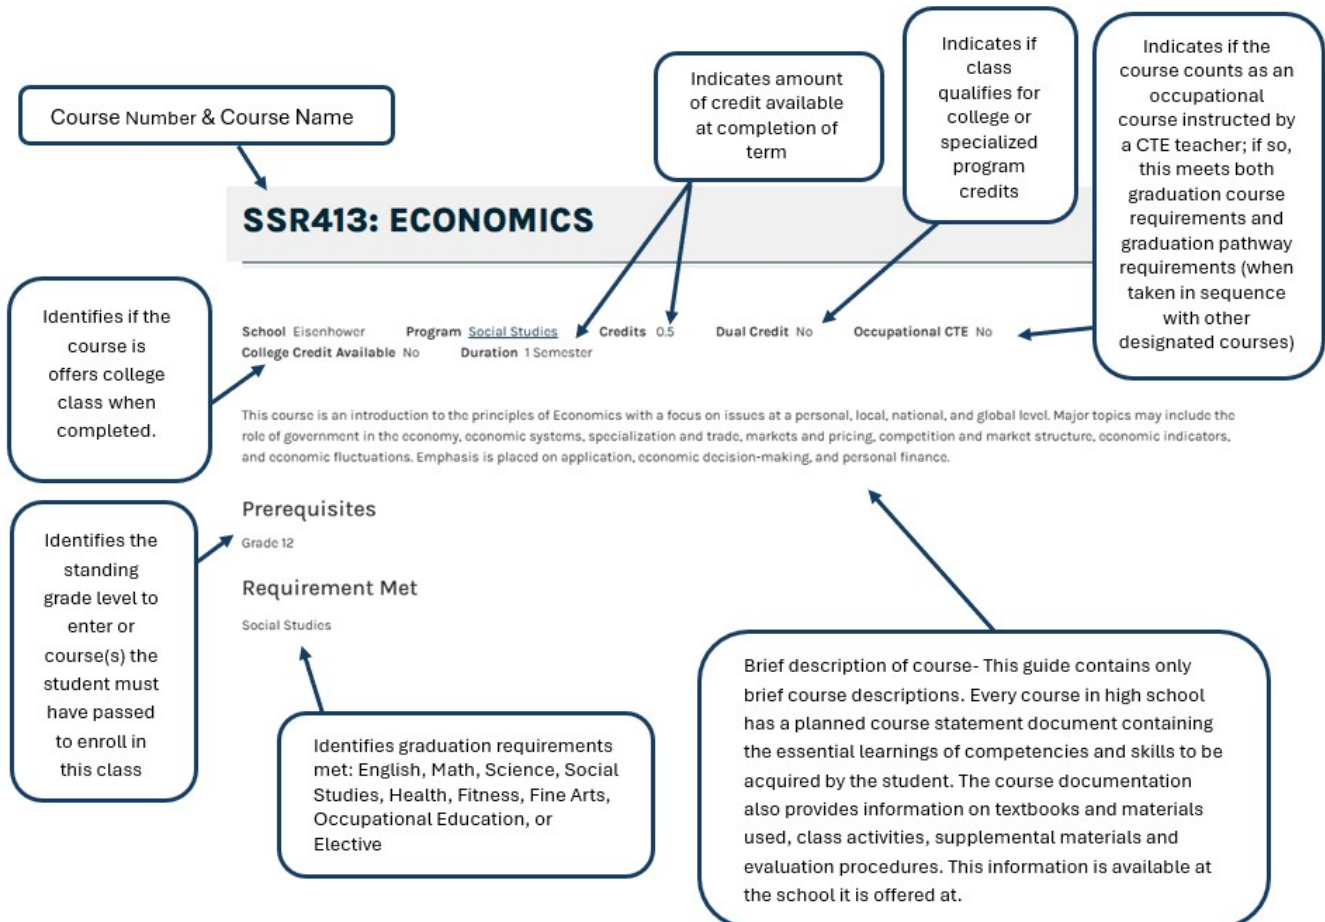 Course Number & Course Name
Indicates amount
of credit available
at completion of
term
Indicates if
class
qualifies for
college or
specialized
program
credits
Indicates if the
course counts as an
occupational
course instructed by
a CTE teacher; if so,
this meets both
graduation course
requirements and
graduation pathway
requirements (when
taken in sequence
with other
designated courses)
SSR413: ECONOMICS
Identifies if the
course is
offers college
class when
completed.
School Eisenhower Program Social Studies Credits 0.5 Dual Credit No Occupational CTE No
College Credit Available No Duration 1 Semester
This course is an introduction to the principles of Economics with a focus on issues at a personal, local, national, and global level. Major topics may include the
role of government in the economy, economic systems, specialization and trade, markets and pricing, competition and market structure, economic indicators,
and economic fluctuations. Emphasis is placed on application, economic decision-making, and personal finance.
Prerequisites
Grade 12
Identifies the
standing
grade level to
enter or
course(s) the
student must
have passed
to enroll in
this class
Requirement Met
Social Studies
Identifies graduation requirements
met: English, Math, Science, Social
Studies, Health, Fitness, Fine Arts,
Occupational Education, or
Elective
Brief description of course- This guide contains only
brief course descriptions. Every course in high school
has a planned course statement document containing
the essential learnings of competencies and skills to be
acquired by the student. The course documentation
also provides information on textbooks and materials
used, class activities, supplemental materials and
evaluation procedures. This information is available at
the school it is offered at.